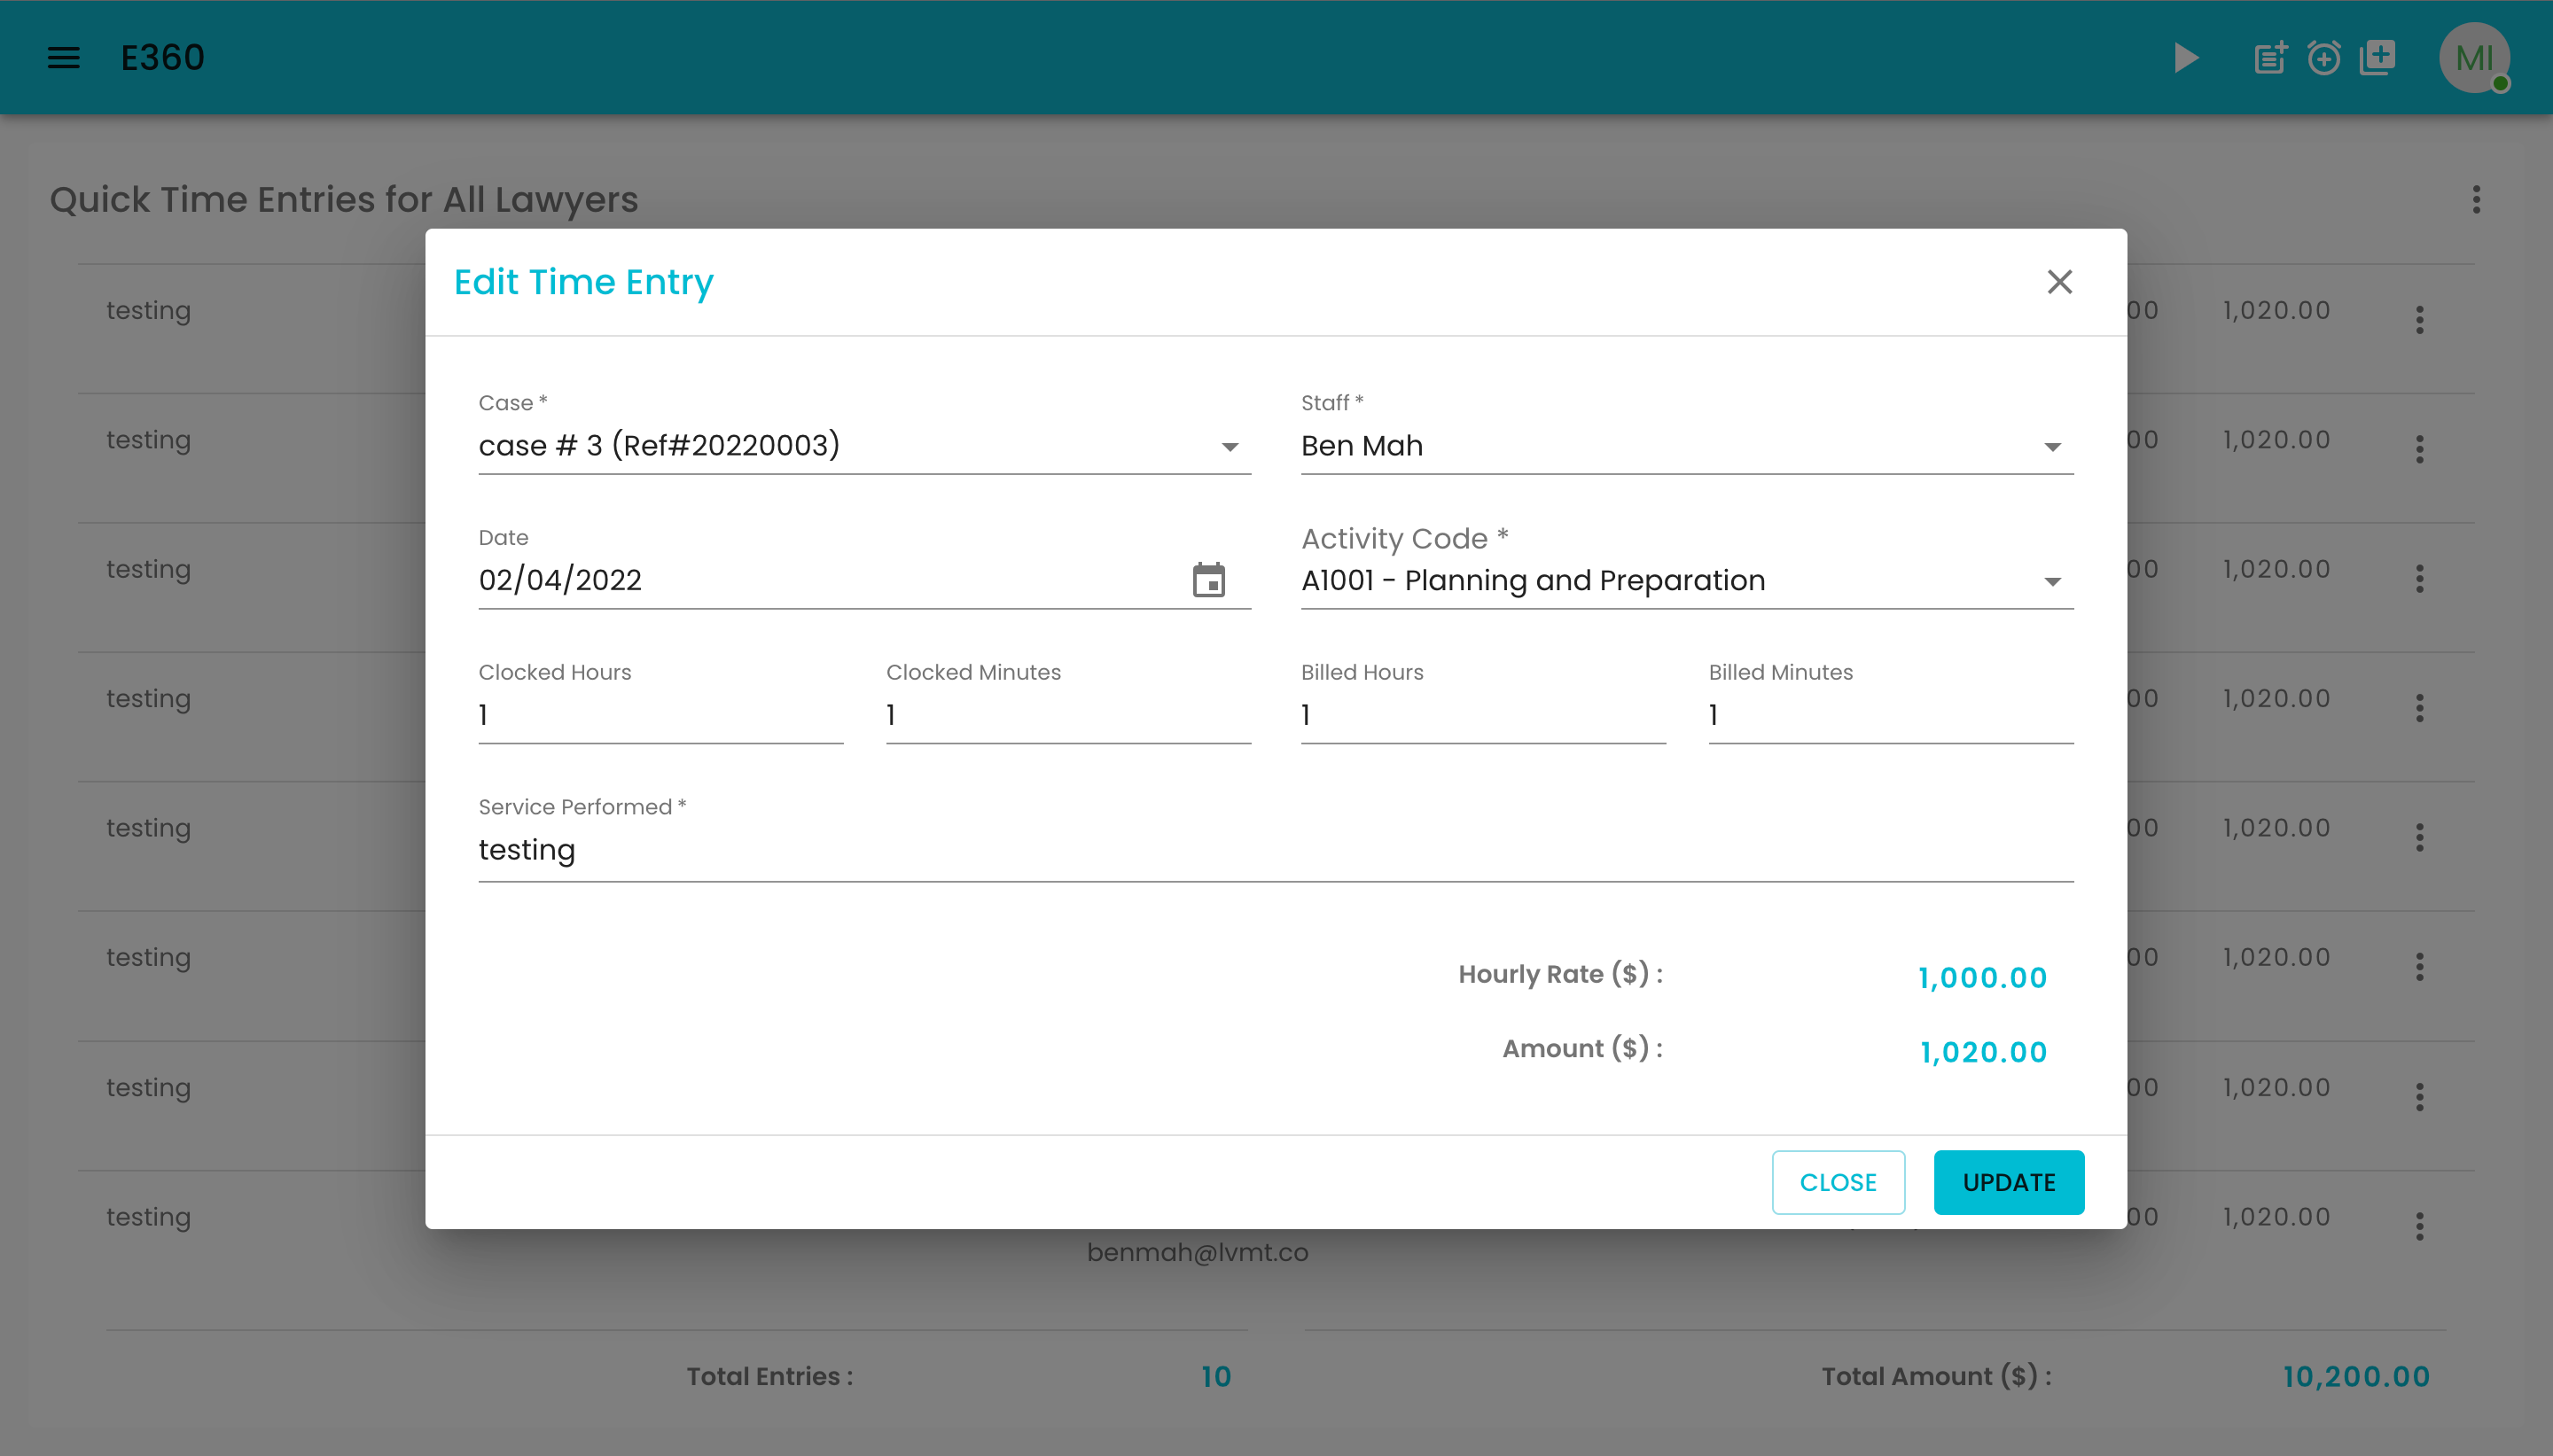 E360
MI
Quick Time Entries for All Lawyers
Edit Time Entry
testing 00 1,020.00
Case * Staff *
case # 3 (Ref#20220003) Ben Mah
testing 00 1,020.00
Date Activity Code *
02/04/2022 A1001 - Planning and Preparation
testing 00 1,020.00
Clocked Hours Clocked Minutes Billed Hours Billed Minutes
1 1 1 1
testing 00 1,020.00
Service Performed *
testing
testing 00 1,020.00
testing 00 1,020.00
Hourly Rate ($) : 1,000.00
Amount ($) : 1,020.00
testing 00 1,020.00
CLOSE UPDATE
testing 00 1,020.00
benmah@lvmt.co
Total Entries : 10 Total Amount ($) : 10,200.00